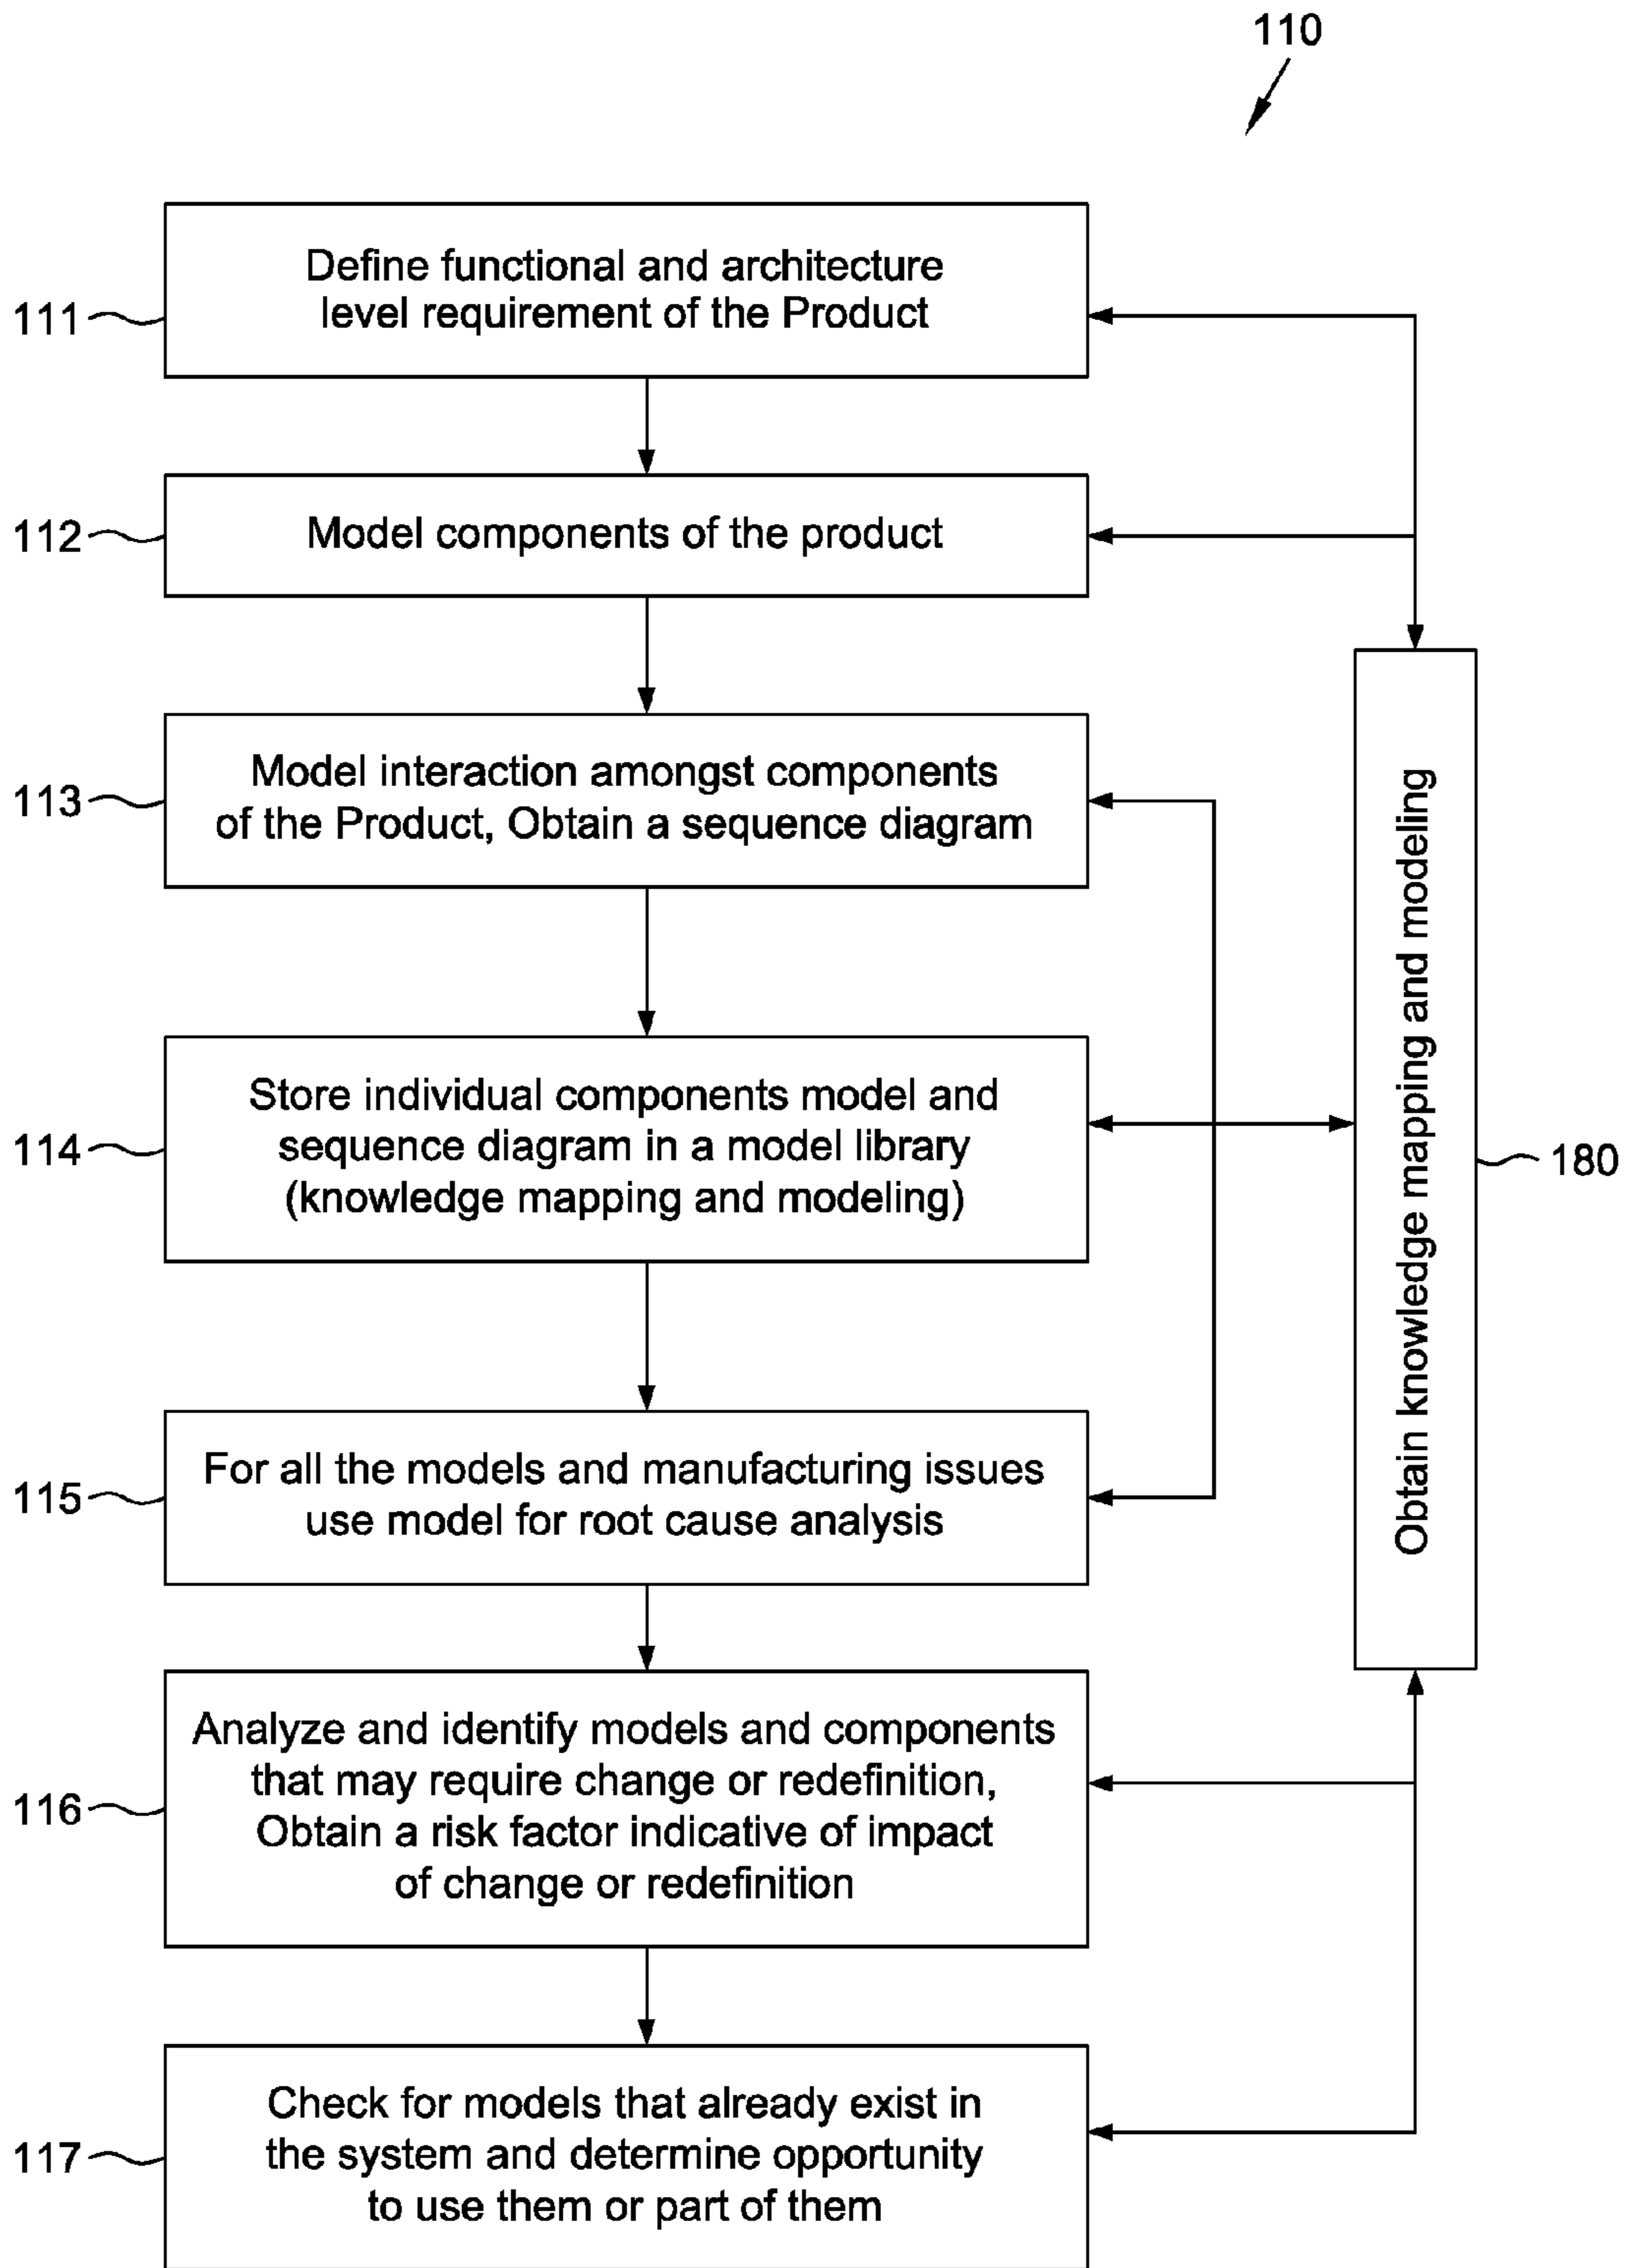 110
111
Define functional and architecture
level requirement of the Product
112
Model components of the product
113
Model interaction amongst components
of the Product, Obtain a sequence diagram
114
Store individual components model and
sequence diagram in a model library
(knowledge mapping and modeling)
Obtain knowledge mapping and modeling
180
115
For all the models and manufacturing issues
use model for root cause analysis
116
Analyze and identify models and components
that may require change or redefinition,
Obtain a risk factor indicative of impact
of change or redefinition
117
Check for models that already exist in
the system and determine opportunity
to use them or part of them